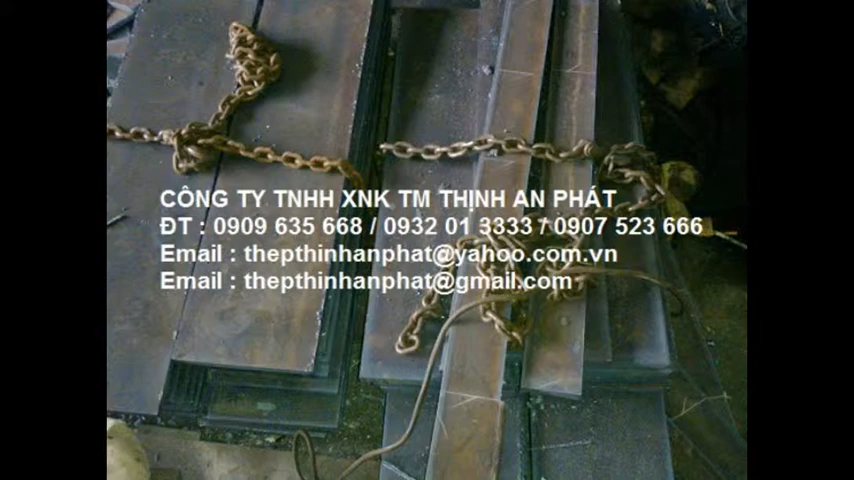 CÔNG TY TNHH XNK TM THỊNH AN PHÁT
ĐT : 0909 635 668 / 0932 01 3333 / 0907 523 666
Email : thepthinhanphat@yahoo.com.vn
Email : thepthinhanphat@gmail.com